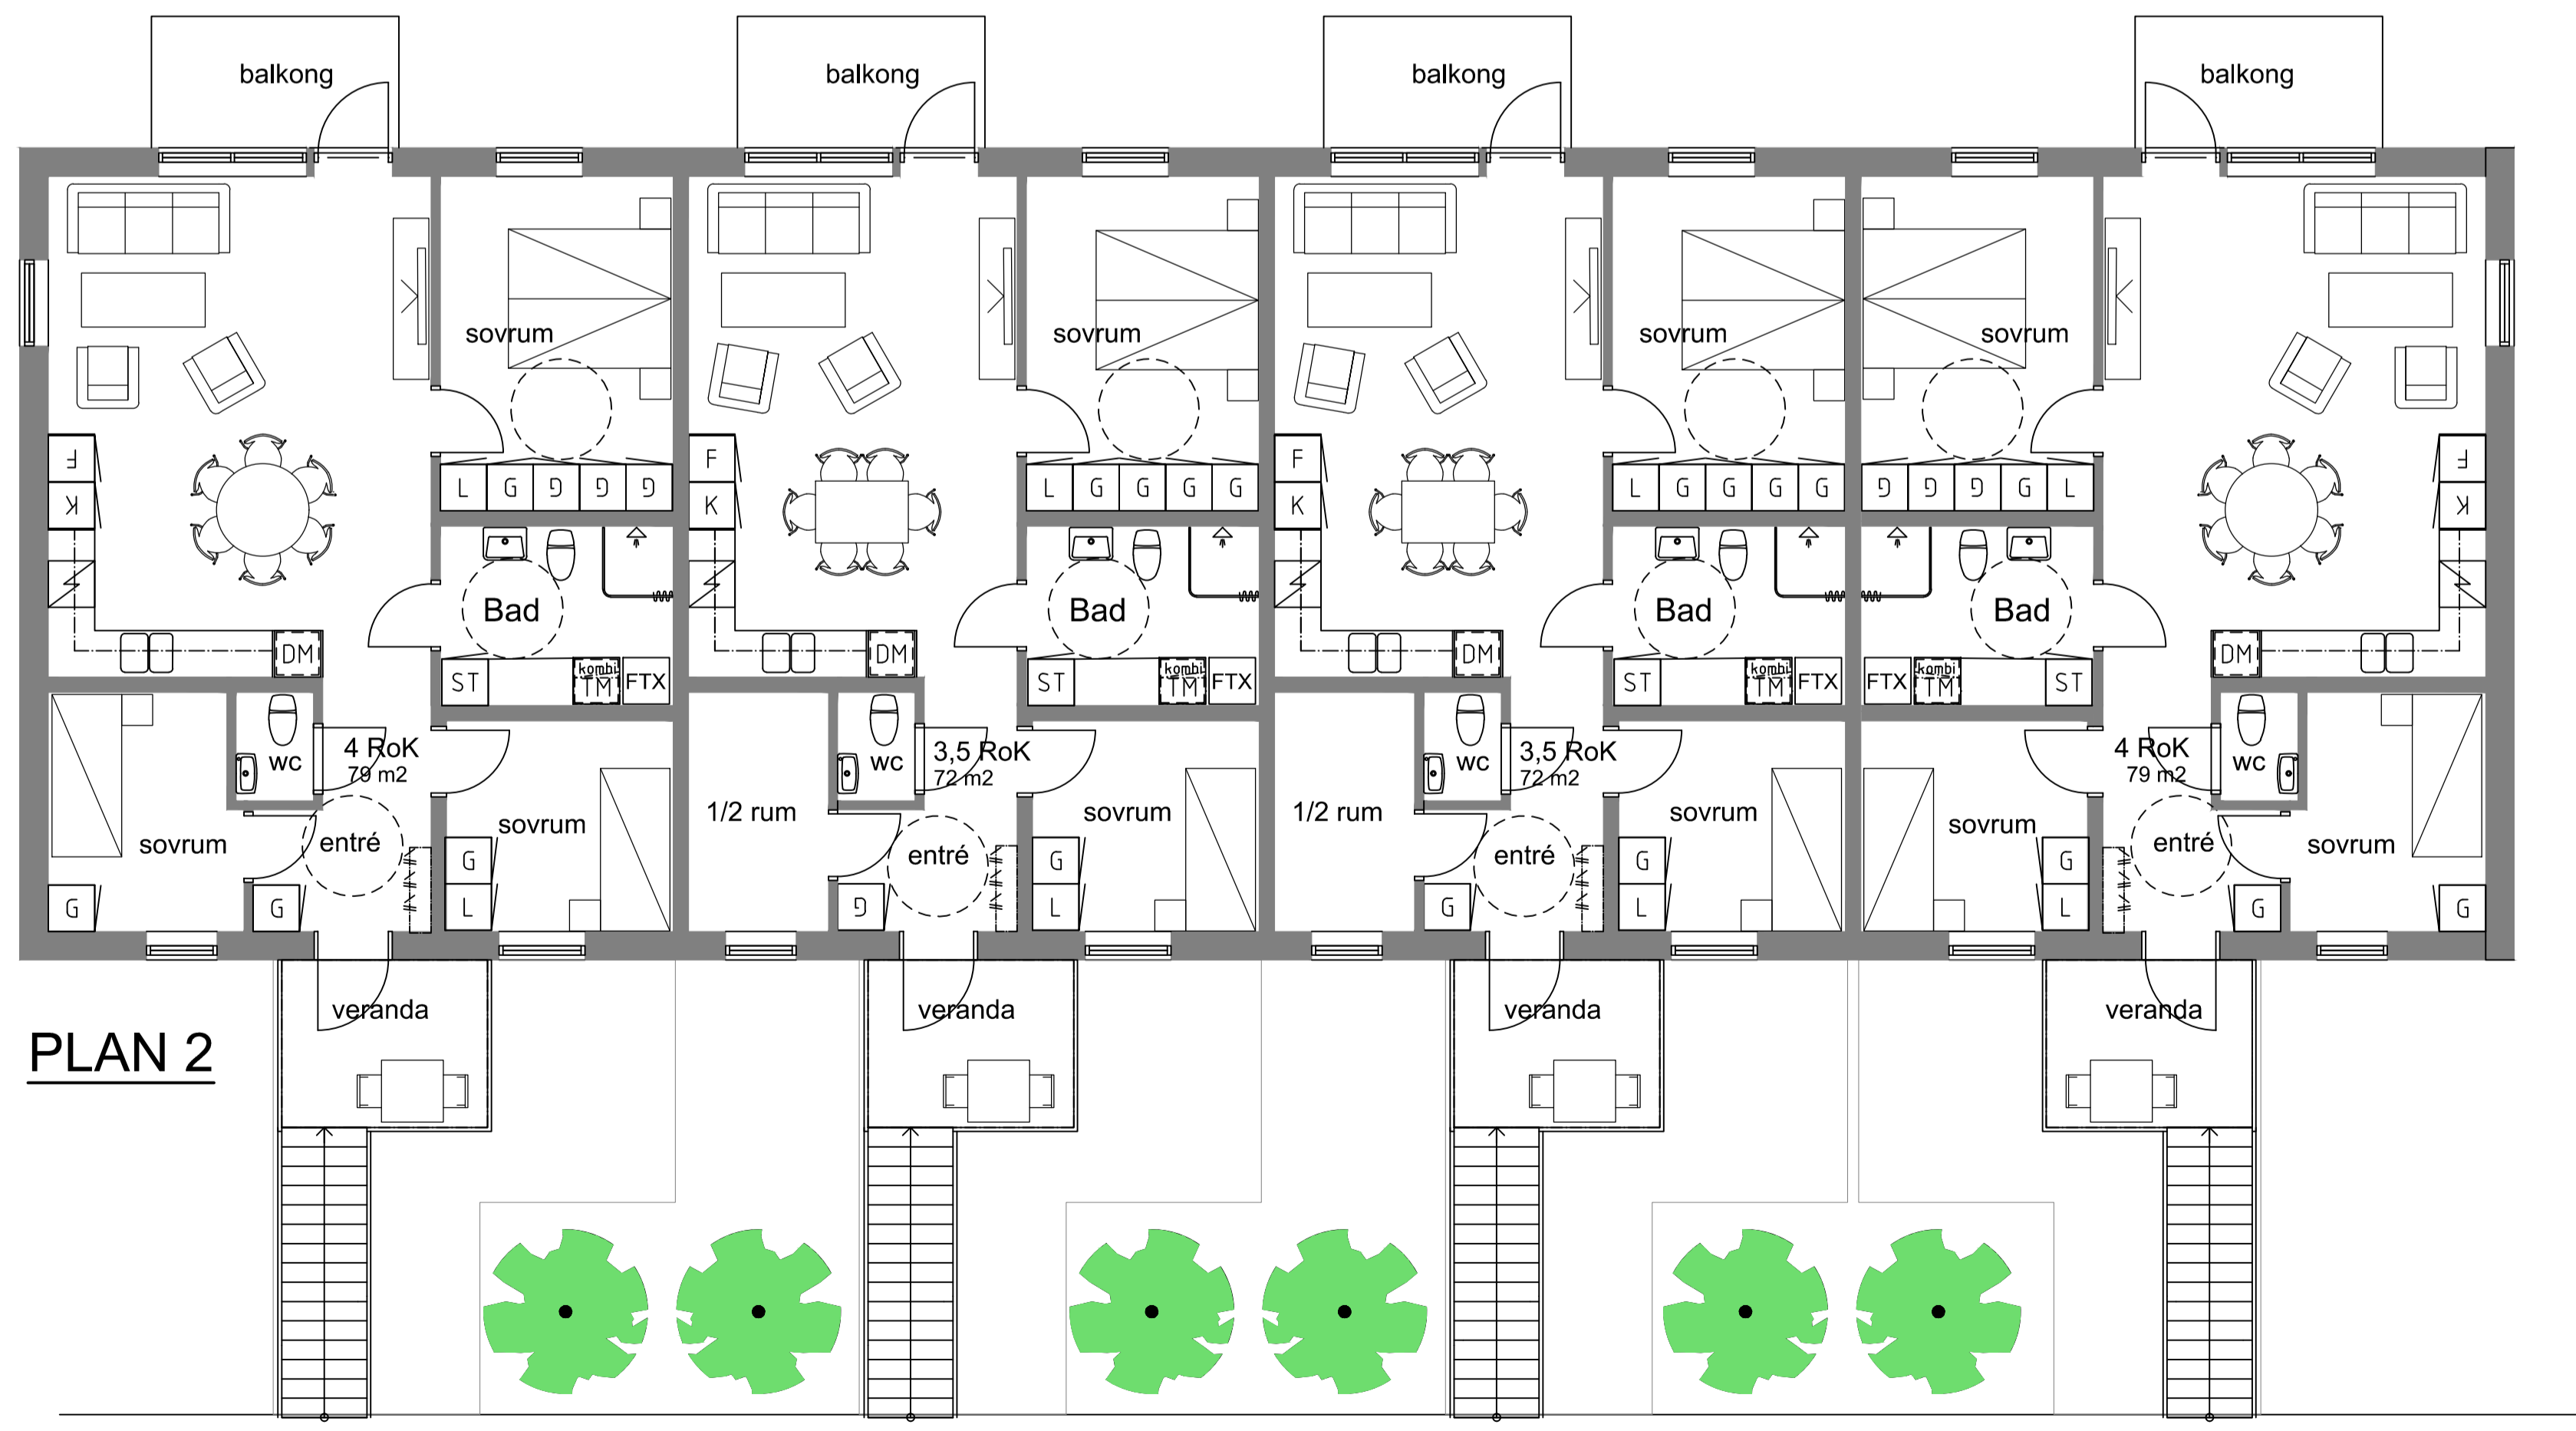 balkong balkong balkong balkong
sovrum sovrum sovrum sovrum
F F F F
K K K K
L G G G G L G G G G L G G G G G G G G L
Bad Bad Bad Bad
DM DM DM DM
ST kombi TM FTX ST kombi TM FTX ST kombi TM FTX FTX kombi TM ST
wc 4 RoK wc 3,5 RoK wc 3,5 RoK 4 RoK wc
79 m2 72 m2 72 m2 79 m2
1/2 rum sovrum 1/2 rum sovrum
sovrum entré sovrum entré entré sovrum entré sovrum
G G G G
G G L G L G L L G G
veranda veranda veranda veranda
PLAN 2